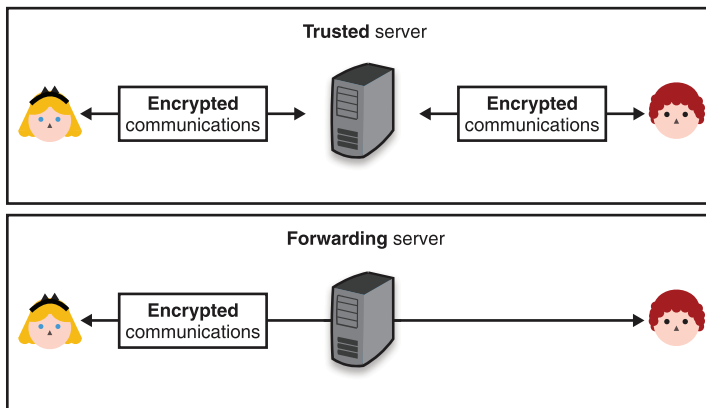 Trusted server
Encrypted
communications
Encrypted
communications
Forwarding server
Encrypted
communications